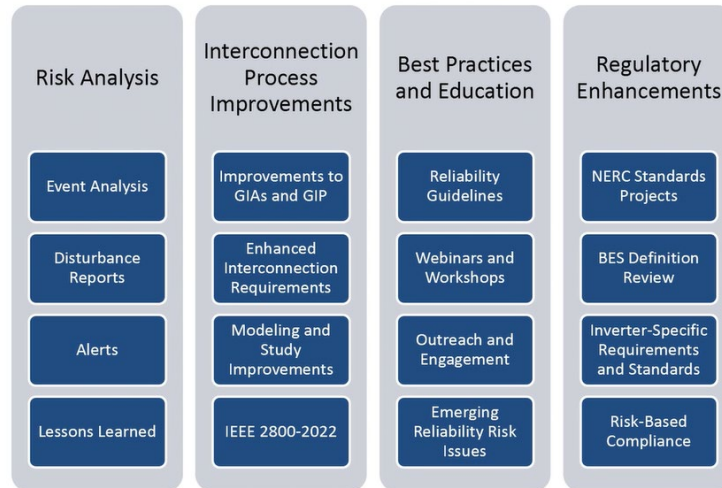 Risk Analysis
Event Analysis
Disturbance
Reports
Alerts
Lessons Learned
Interconnection
Process
Improvements
Improvements to
GIAs and GIP
Enhanced
Interconnection
Requirements
Modeling and
Study
Improvements
IEEE 2800-2022
Best Practices
and Education
Reliability
Guidelines
Webinars and
Workshops
Outreach and
Engagement
Emerging
Reliability Risk
Issues
Regulatory
Enhancements
NERC Standards
Projects
BES Definition
Review
Inverter-Specific
Requirements
and Standards
Risk-Based
Compliance